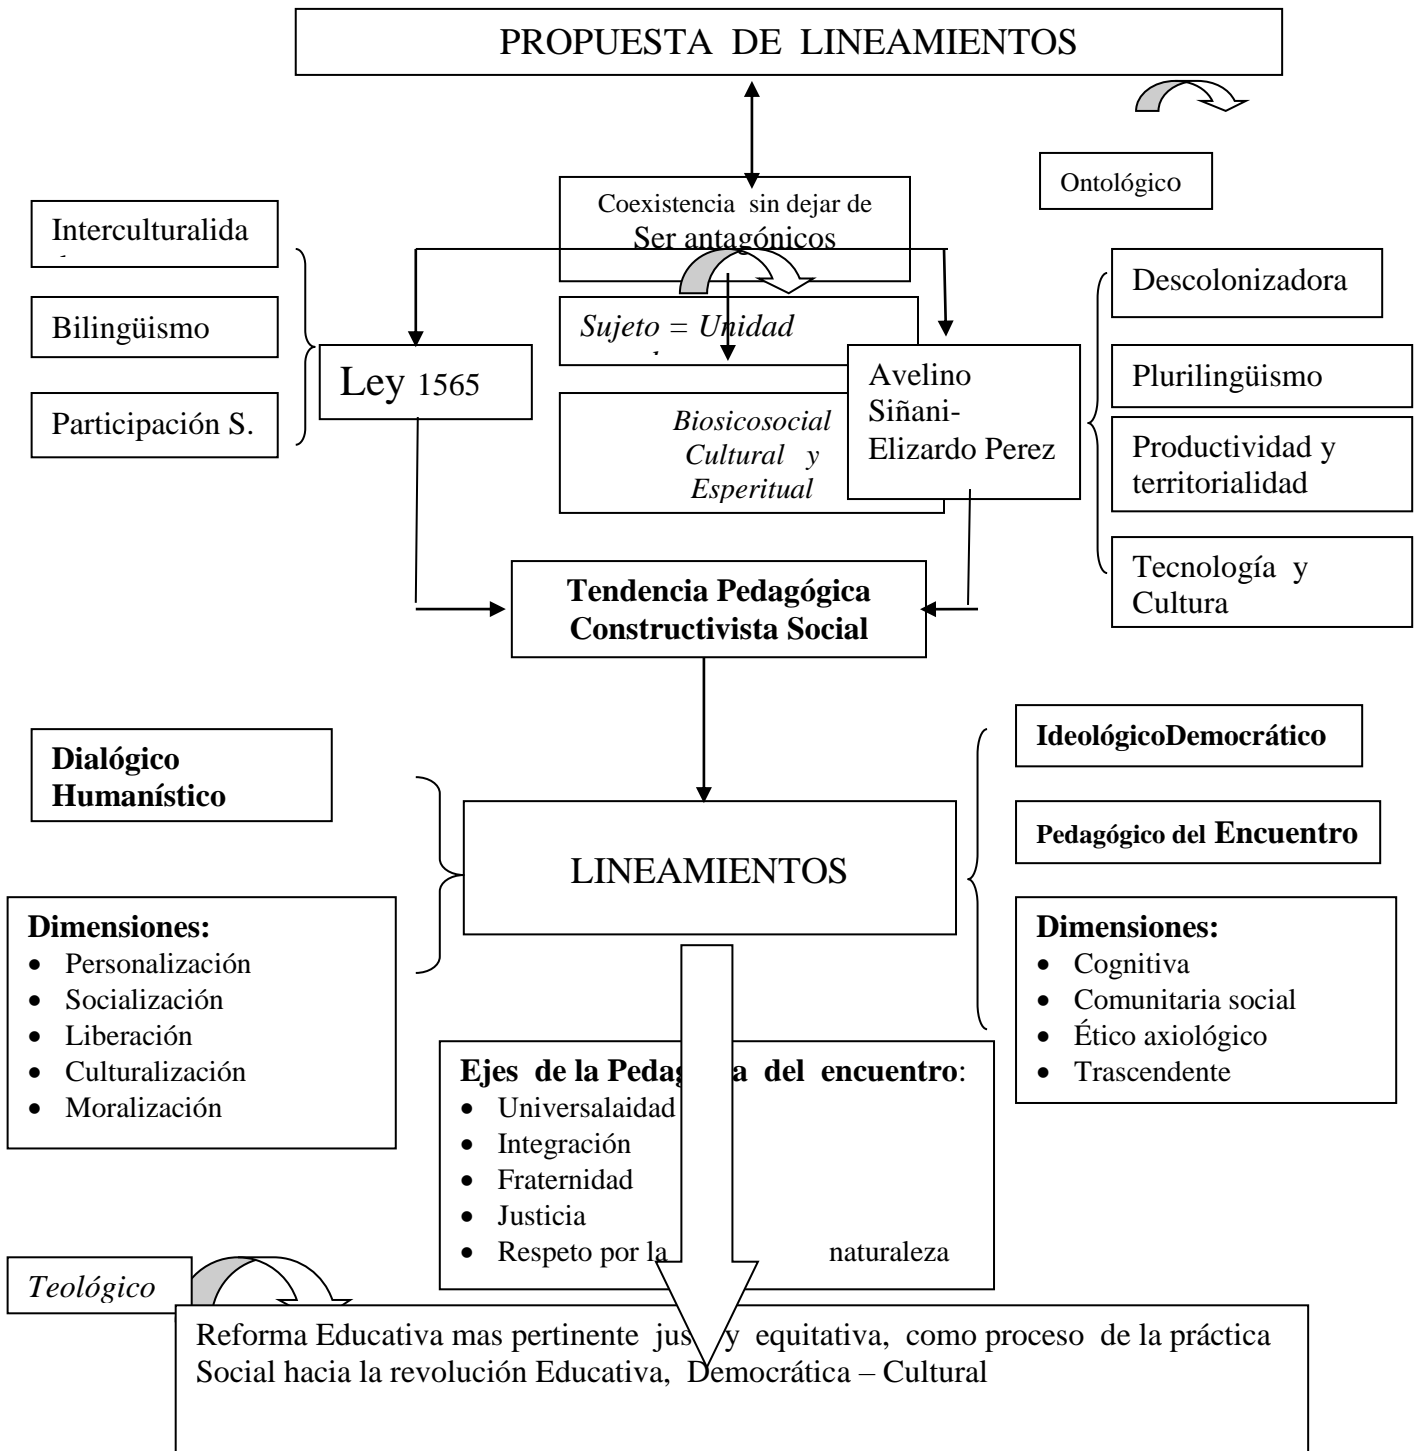 PROPUESTA DE LINEAMIENTOS
Ontológico
Coexistencia sin dejar de
Ser antagónicos
Interculturalida
Bilingüismo
Participación S.
Ley 1565
Sujeto = Unidad
Biosicosocial
Cultural y
Esperitual
Avelino
Siñani-
Elizardo Perez
Descolonizadora
Plurilingüismo
Productividad y
territorialidad
Tecnología y
Cultura
Tendencia Pedagógica
Constructivista Social
Dialógico
Humanístico
Dimensiones:
• Personalización
• Socialización
• Liberación
• Culturalización
• Moralización
LINEAMIENTOS
IdeológicoDemocrático
Pedagógico del Encuentro
Dimensiones:
• Cognitiva
• Comunitaria social
• Ético axiológico
• Trascendente
Ejes de la Pedag a del encuentro:
• Universalaidad
• Integración
• Fraternidad
• Justicia
• Respeto por la naturaleza
Teológico
Reforma Educativa mas pertinente jus y equitativa, como proceso de la práctica
Social hacia la revolución Educativa, Democrática – Cultural